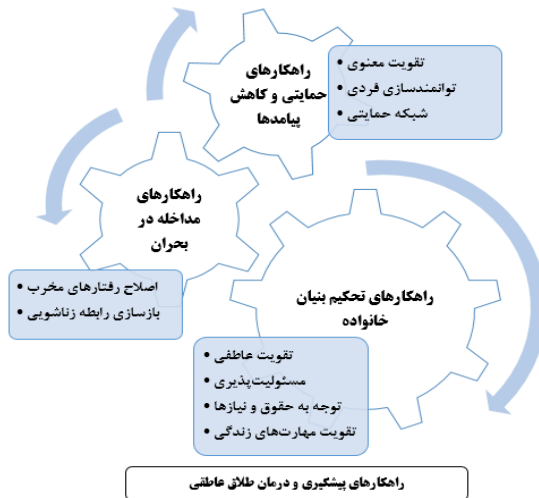 راهکارهای
حمایتی و کاهش
پیامدها
• تقویت معنوی
• توانمندسازی فردی
• شبکه حمایتی
راهکارهای
مداخله در
بحران
• اصلاح رفتارهای مخرب
• بازسازی رابطه زناشویی
راهکارهای تحکیم بنیان
خانواده
• تقویت عاطفی
• مسئولیت‌پذیری
• توجه به حقوق و نیازها
• تقویت مهارت‌های زندگی
راهکارهای پیشگیری و درمان طلاق عاطفی